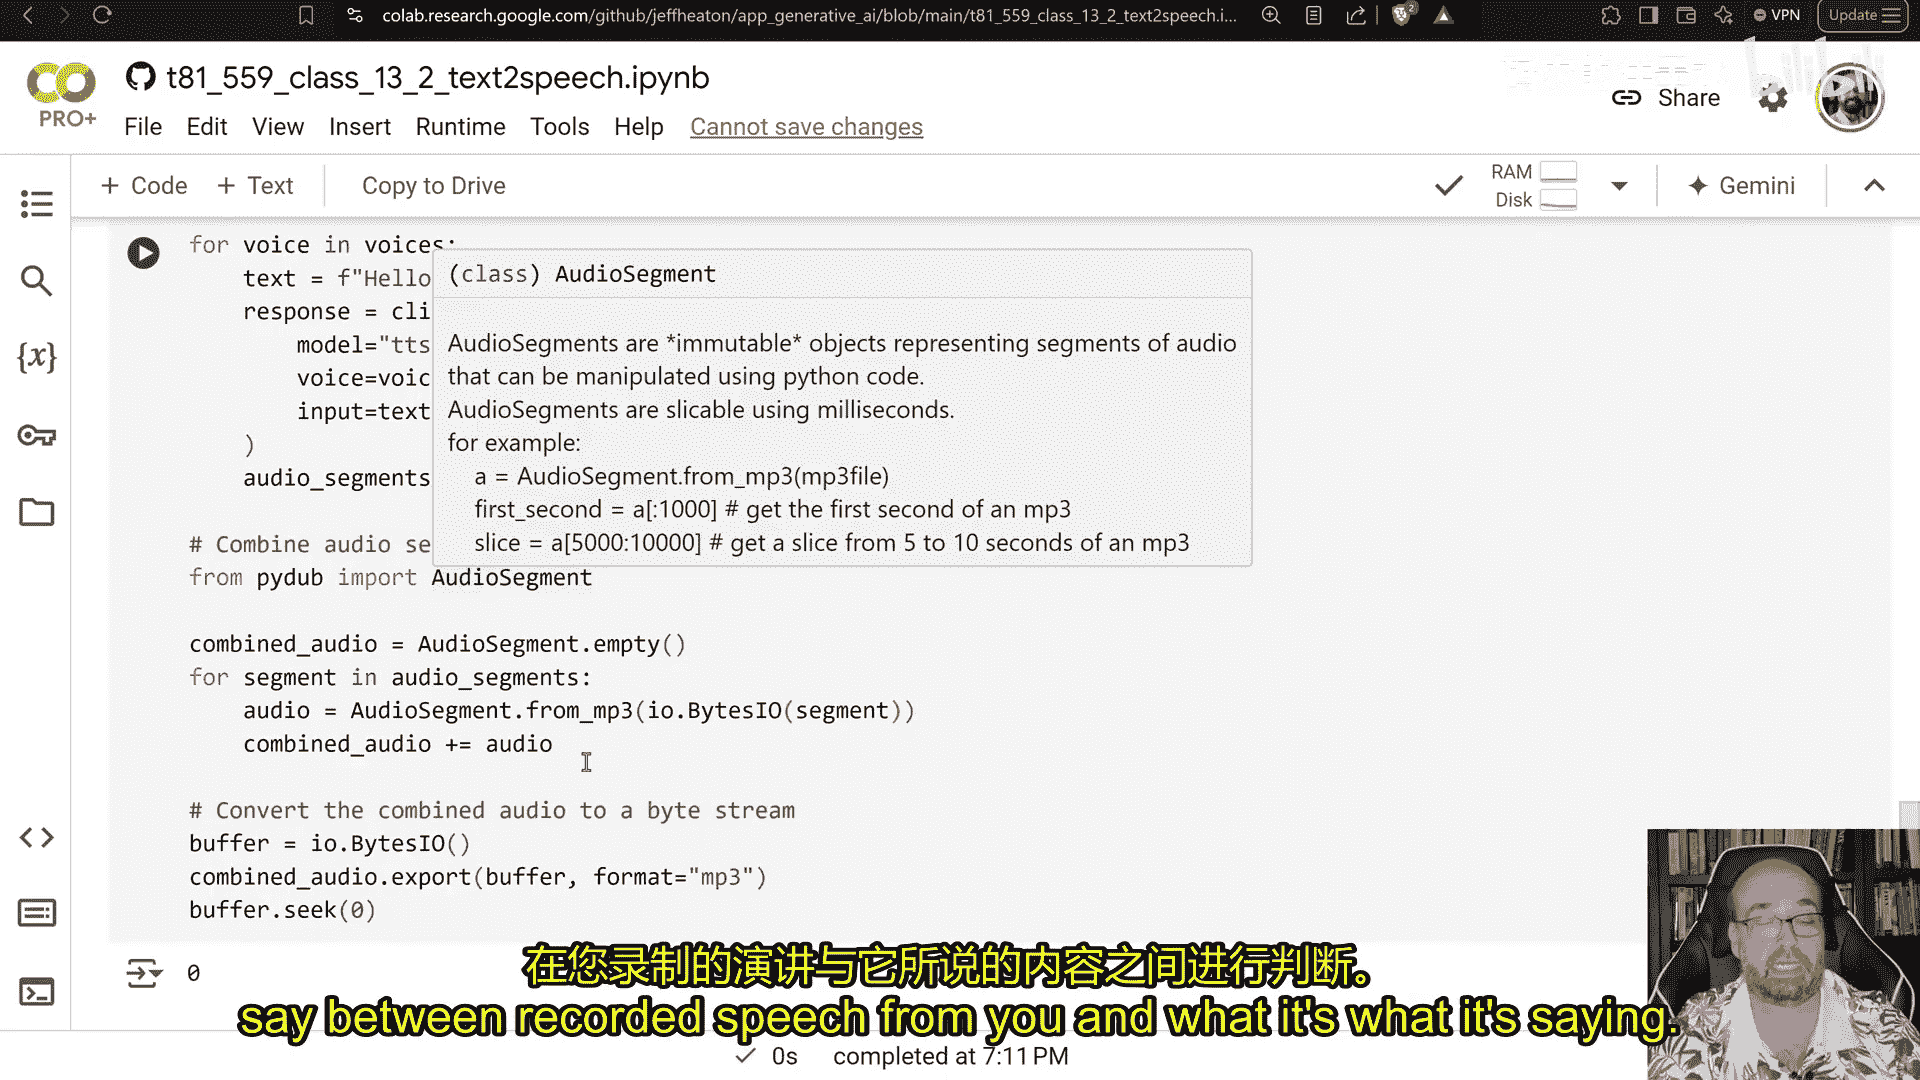 colab.research.google.com/github/jeffheaton/app_generative_ai/blob/main/t81_559_class_13_2_text2speech.i...
2
VPN
Update
CO
PRO+
t81_559_class_13_2_text2speech.ipynb
Share
File Edit View Insert Runtime Tools Help Cannot save changes
+ Code + Text Copy to Drive
RAM
Disk
Gemini
for voice in voices:
text = f"Hello
response = cli
model="tts
voice=voic
input=text
)
audio_segments
(class) AudioSegment
AudioSegments are *immutable* objects representing segments of audio
that can be manipulated using python code.
AudioSegments are slicable using milliseconds.
for example:
a = AudioSegment.from_mp3(mp3file)
first_second = a[:1000] # get the first second of an mp3
slice = a[5000:10000] # get a slice from 5 to 10 seconds of an mp3
# Combine audio se
from pydub import AudioSegment
combined_audio = AudioSegment.empty()
for segment in audio_segments:
audio = AudioSegment.from_mp3(io.BytesIO(segment))
combined_audio += audio
# Convert the combined audio to a byte stream
buffer = io.BytesIO()
combined_audio.export(buffer, format="mp3")
buffer.seek(0)
0
在您录制的演讲与它所说的内容之间进行判断。
say between recorded speech from you and what it's what it's saying.
0s completed at 7:11 PM